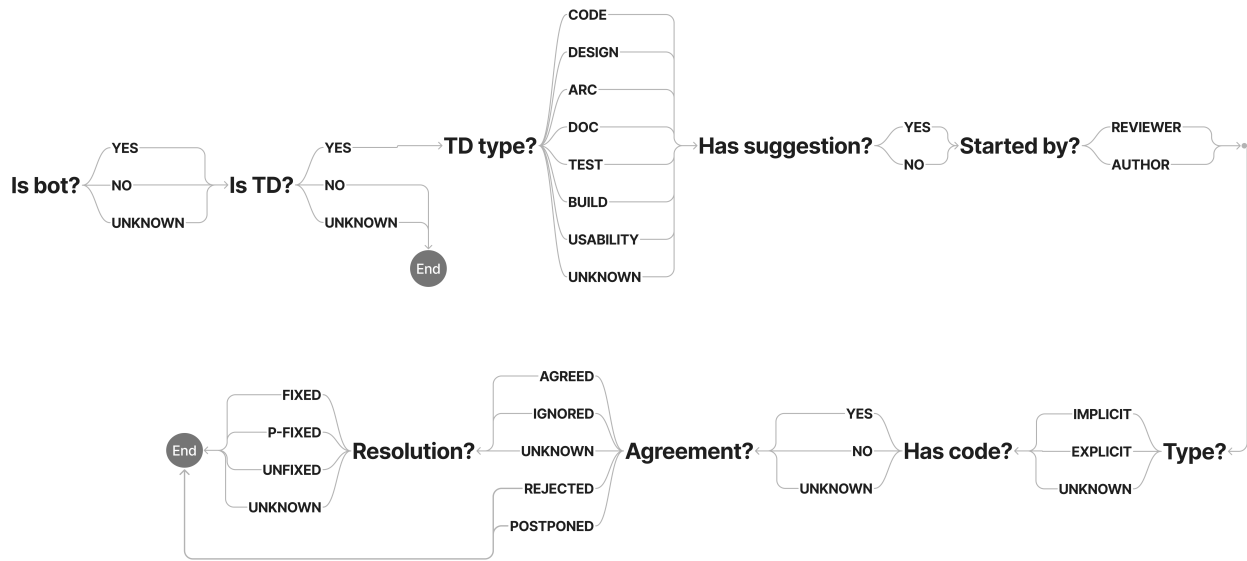 Is bot?
YES
NO
UNKNOWN
Is TD?
YES
NO
UNKNOWN
End
TD type?
CODE
DESIGN
ARC
DOC
TEST
BUILD
USABILITY
UNKNOWN
Has suggestion?
YES
NO
Started by?
REVIEWER
AUTHOR
Type?
IMPLICIT
EXPLICIT
UNKNOWN
Has code?
YES
NO
UNKNOWN
Agreement?
AGREED
IGNORED
UNKNOWN
REJECTED
POSTPONED
Resolution?
FIXED
P-FIXED
UNFIXED
UNKNOWN
End